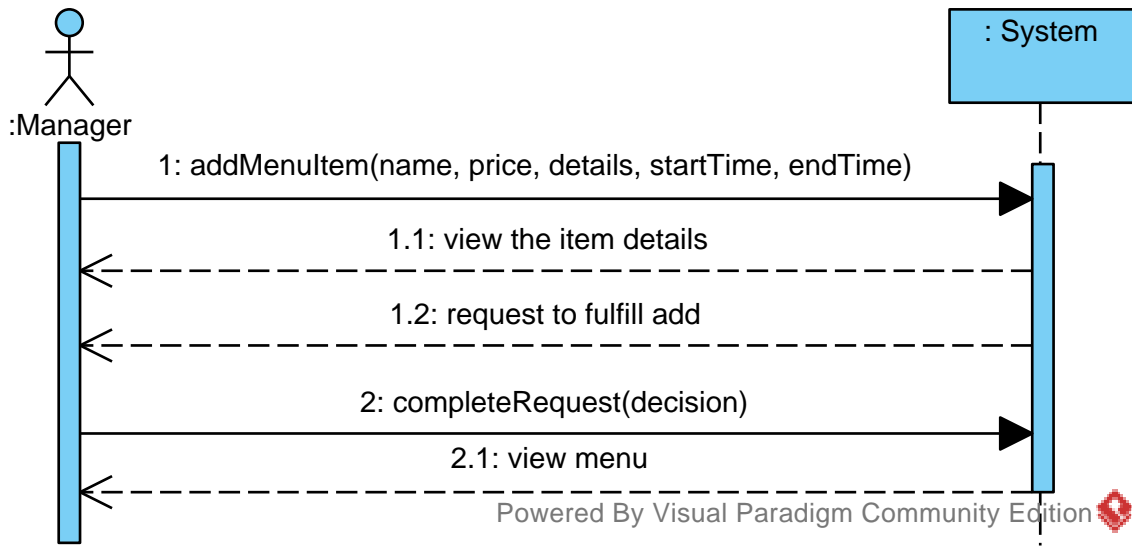 : System
:Manager
1: addMenuItem(name, price, details, startTime, endTime)
1.1: view the item details
1.2: request to fulfill add
2: completeRequest(decision)
2.1: view menu
Powered By Visual Paradigm Community Edition